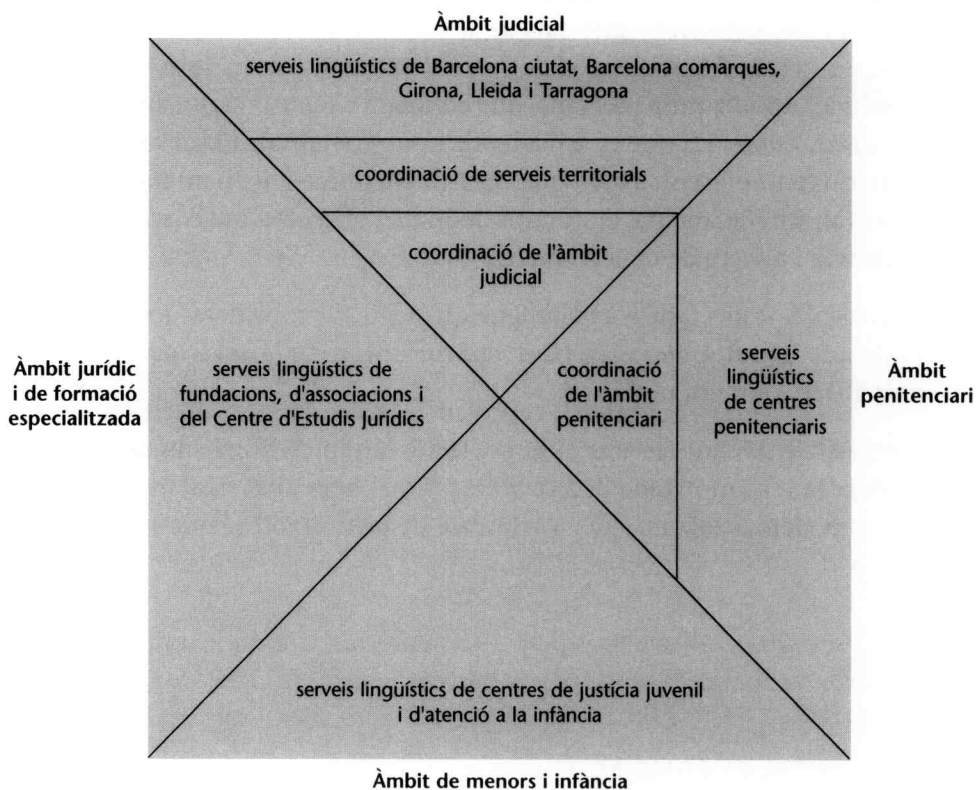 Àmbit judicial
serveis lingüístics de Barcelona ciutat, Barcelona comarques,
Girona, Lleida i Tarragona
coordinació de serveis territorials
coordinació de l'àmbit
judicial
Àmbit jurídic
i de formació
especialitzada
serveis lingüístics de
fundacions, d'associacions i
del Centre d'Estudis Jurídics
coordinació
de l'àmbit
penitenciari
serveis
lingüístics
de centres
penitenciaris
Àmbit
penitenciari
serveis lingüístics de centres de justícia juvenil
i d'atenció a la infància
Àmbit de menors i infància